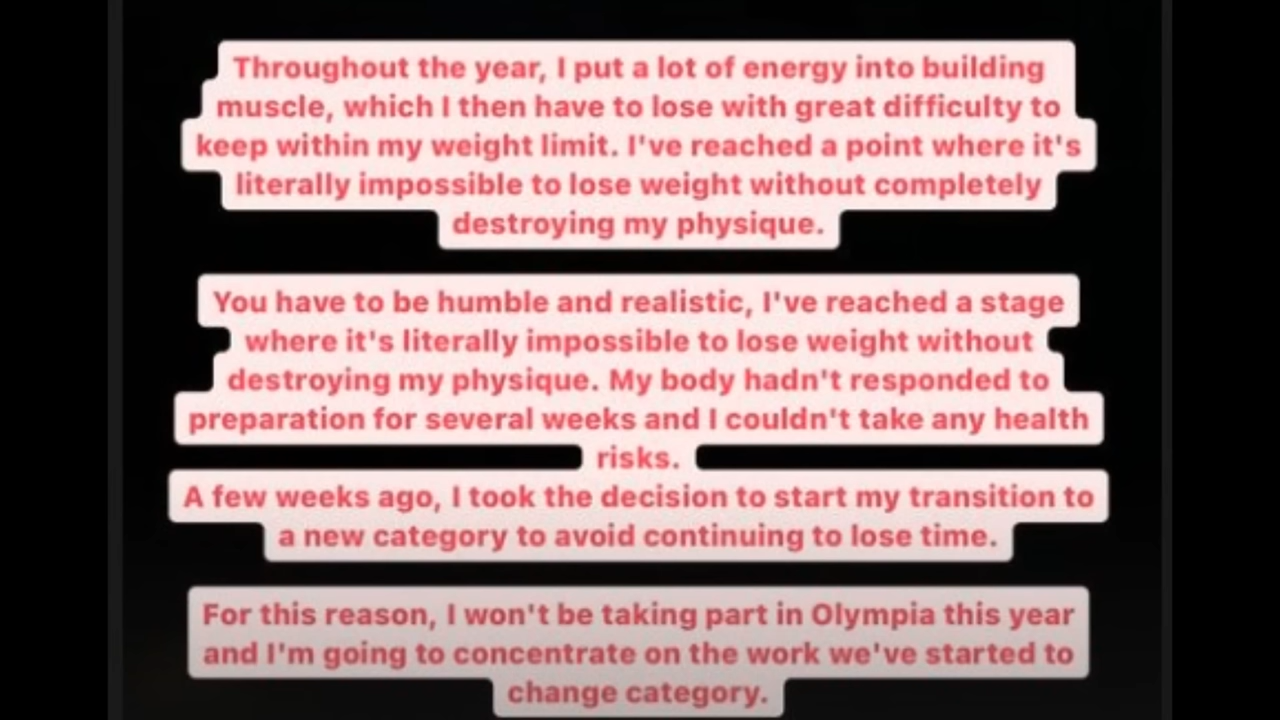 Throughout the year, I put a lot of energy into building
muscle, which I then have to lose with great difficulty to
keep within my weight limit. I've reached a point where it's
literally impossible to lose weight without completely
destroying my physique.
You have to be humble and realistic, I've reached a stage
where it's literally impossible to lose weight without
destroying my physique. My body hadn't responded to
preparation for several weeks and I couldn't take any health
risks.
A few weeks ago, I took the decision to start my transition to
a new category to avoid continuing to lose time.
For this reason, I won't be taking part in Olympia this year
and I'm going to concentrate on the work we've started to
change category.